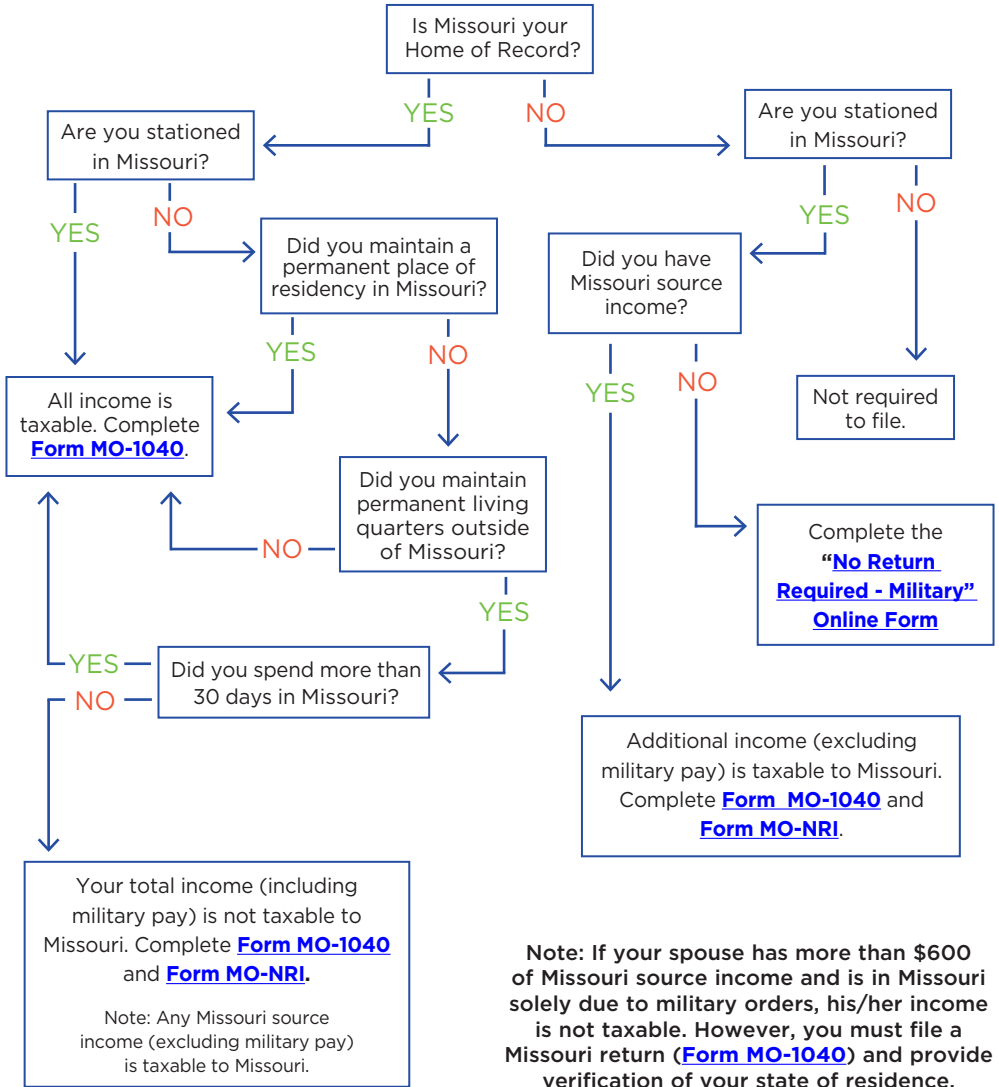 Is Missouri your
Home of Record?
YES
NO
Are you stationed
in Missouri?
Are you stationed
in Missouri?
YES
NO
YES
NO
Did you maintain a
permanent place of
residency in Missouri?
Did you have
Missouri source
income?
YES
NO
YES
NO
All income is
taxable. Complete
Form MO-1040.
Not required
to file.
Did you maintain
permanent living
quarters outside
of Missouri?
NO
YES
Complete the
“No Return
Required - Military”
Online Form
Did you spend more than
30 days in Missouri?
YES
NO
Additional income (excluding
military pay) is taxable to Missouri.
Complete Form MO-1040 and
Form MO-NRI.
Your total income (including
military pay) is not taxable to
Missouri. Complete Form MO-1040
and Form MO-NRI.
Note: Any Missouri source
income (excluding military pay)
is taxable to Missouri.
Note: If your spouse has more than $600
of Missouri source income and is in Missouri
solely due to military orders, his/her income
is not taxable. However, you must file a
Missouri return (Form MO-1040) and provide
verification of your state of residence.